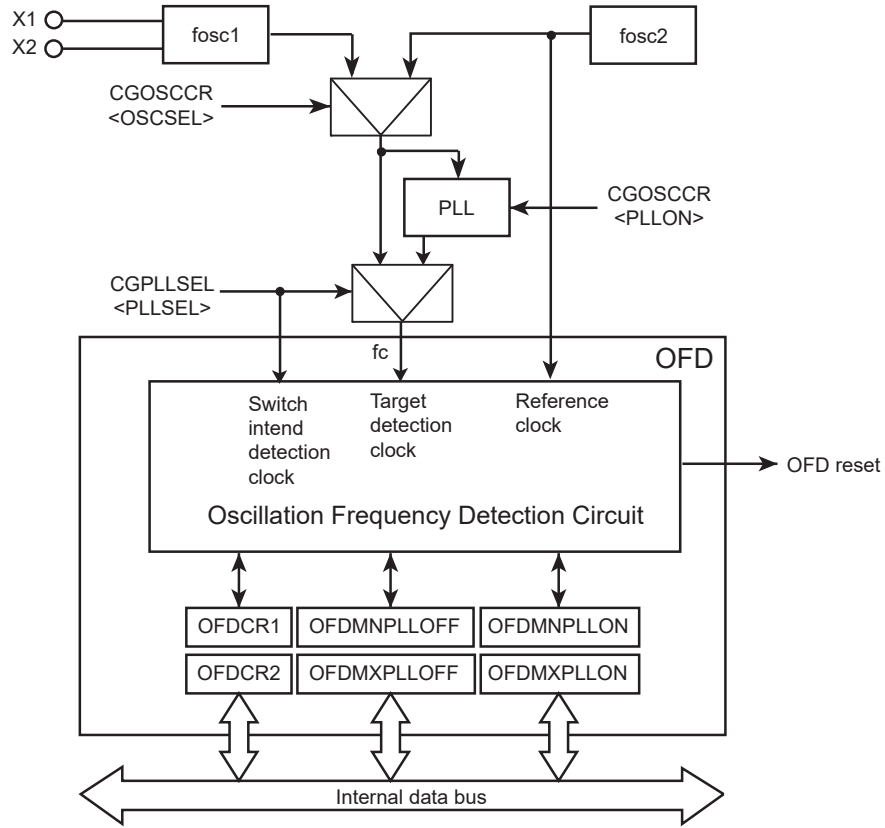 X1
X2
fosc1
fosc2
CGOSCCR
<OSCSEL>
PLL
CGOSCCR
<PLLON>
CGPLLSEL
<PLLSEL>
fc
OFD
Switch
intend
detection
clock
Target
detection
clock
Reference
clock
OFD reset
Oscillation Frequency Detection Circuit
OFDCR1
OFDMNPLLOFF
OFDMNPLLON
OFDCR2
OFDMXPLLOFF
OFDMXPLLON
Internal data bus